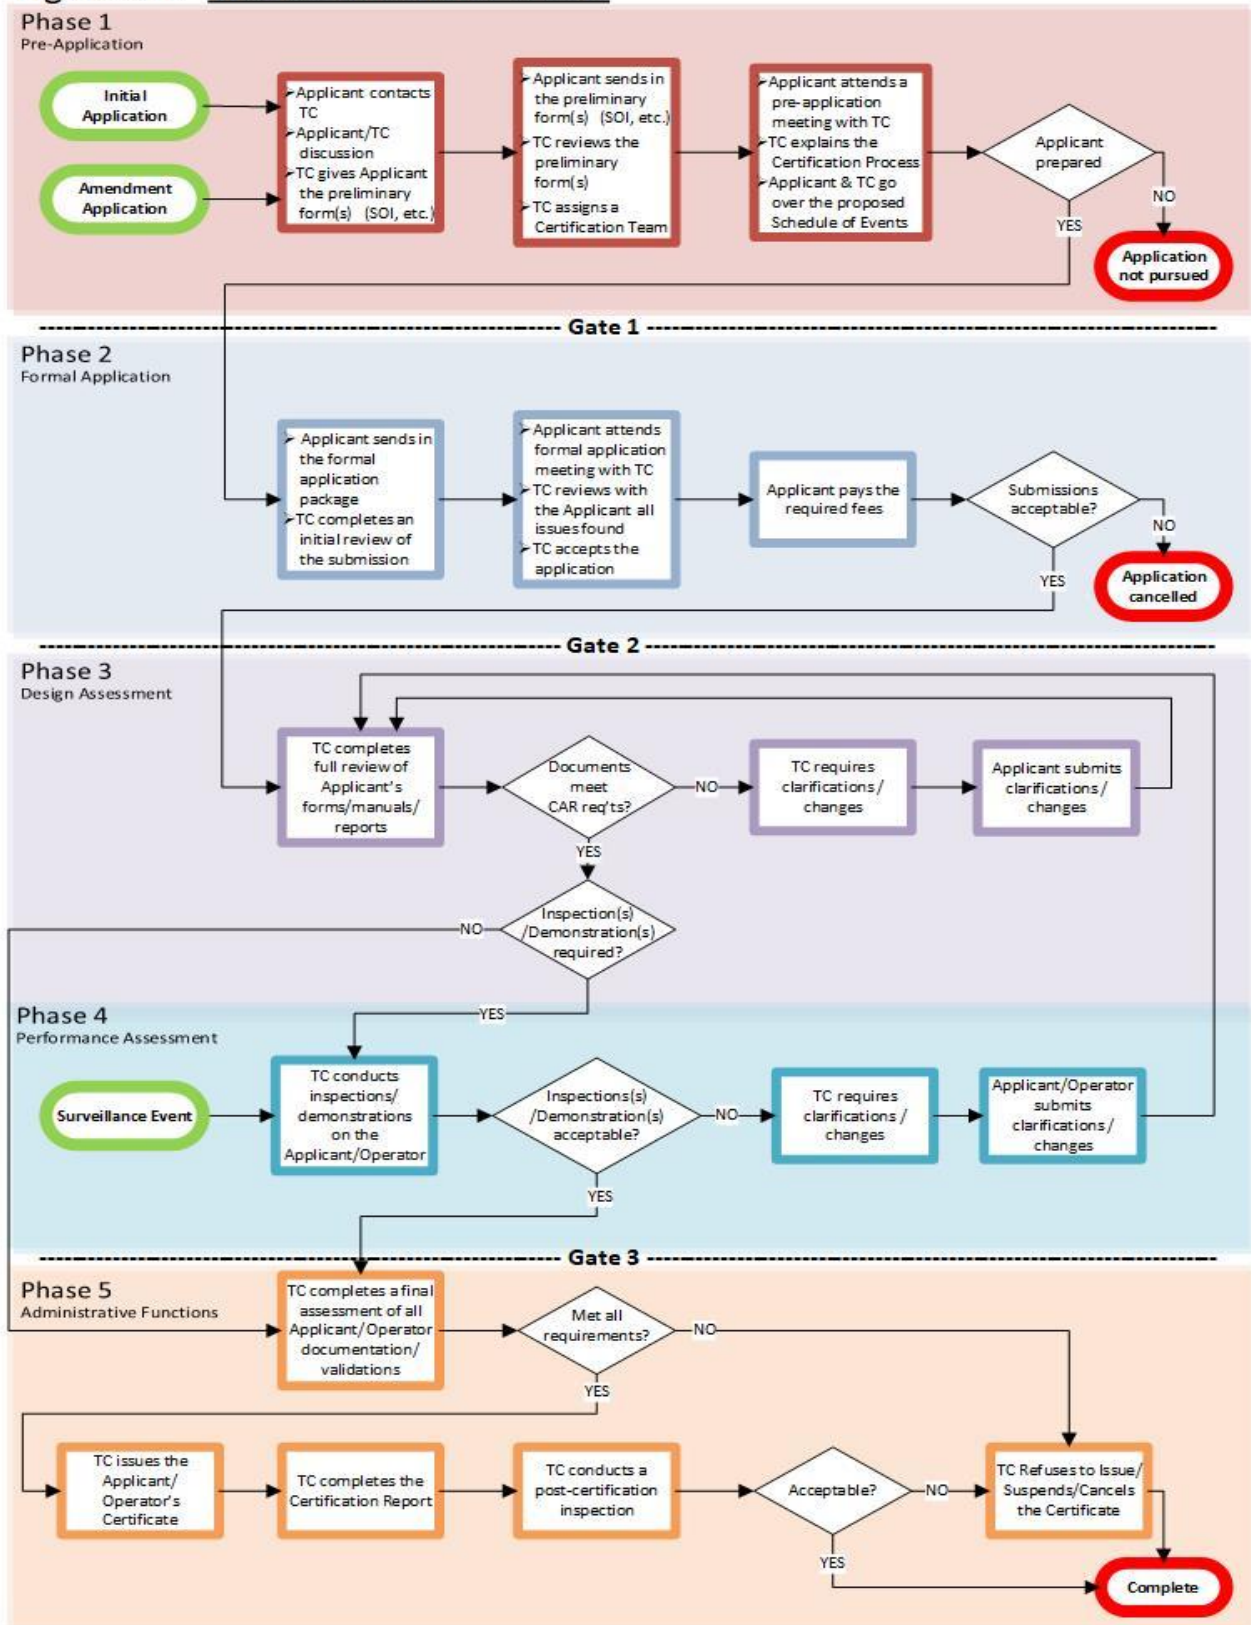 Phase 1
Pre-Application
Initial
Application
Amendment
Application
➢Applicant contacts
TC
➢Applicant/TC
discussion
➢TC gives Applicant
the preliminary
form(s) (SOI, etc.)
➢Applicant sends in
the preliminary
form(s) (SOI, etc.)
➢TC reviews the
preliminary
form(s)
➢TC assigns a
Certification Team
➢Applicant attends a
pre-application
meeting with TC
➢TC explains the
Certification Process
➢Applicant & TC go
over the proposed
Schedule of Events
Applicant
prepared
NO
YES
Application
not pursued
Gate 1
Phase 2
Formal Application
➢ Applicant sends in
the formal
application
package
➢TC completes an
initial review of
the submission
➢Applicant attends
formal application
meeting with TC
➢TC reviews with
the Applicant all
issues found
➢TC accepts the
application
Applicant pays the
required fees
Submissions
acceptable?
NO
YES
Application
cancelled
Gate 2
Phase 3
Design Assessment
TC completes
full review of
Applicant's
forms/manuals/
reports
Documents
meet
CAR req'ts?
NO
TC requires
clarifications /
changes
Applicant submits
clarifications /
changes
YES
Inspection(s)
/Demonstration(s)
required?
NO
YES
Phase 4
Performance Assessment
Surveillance Event
TC conducts
inspections/
demonstrations
on the
Applicant/Operator
Inspections(s)
/Demonstration(s)
acceptable?
NO
TC requires
clarifications /
changes
Applicant/Operator
submits
clarifications /
changes
YES
Gate 3
Phase 5
Administrative Functions
TC completes a final
assessment of all
Applicant/Operator
documentation/
validations
Met all
requirements?
NO
YES
TC issues the
Applicant/
Operator's
Certificate
TC completes the
Certification Report
TC conducts a
post-certification
inspection
Acceptable?
NO
TC Refuses to Issue/
Suspends/Cancels
the Certificate
YES
Complete